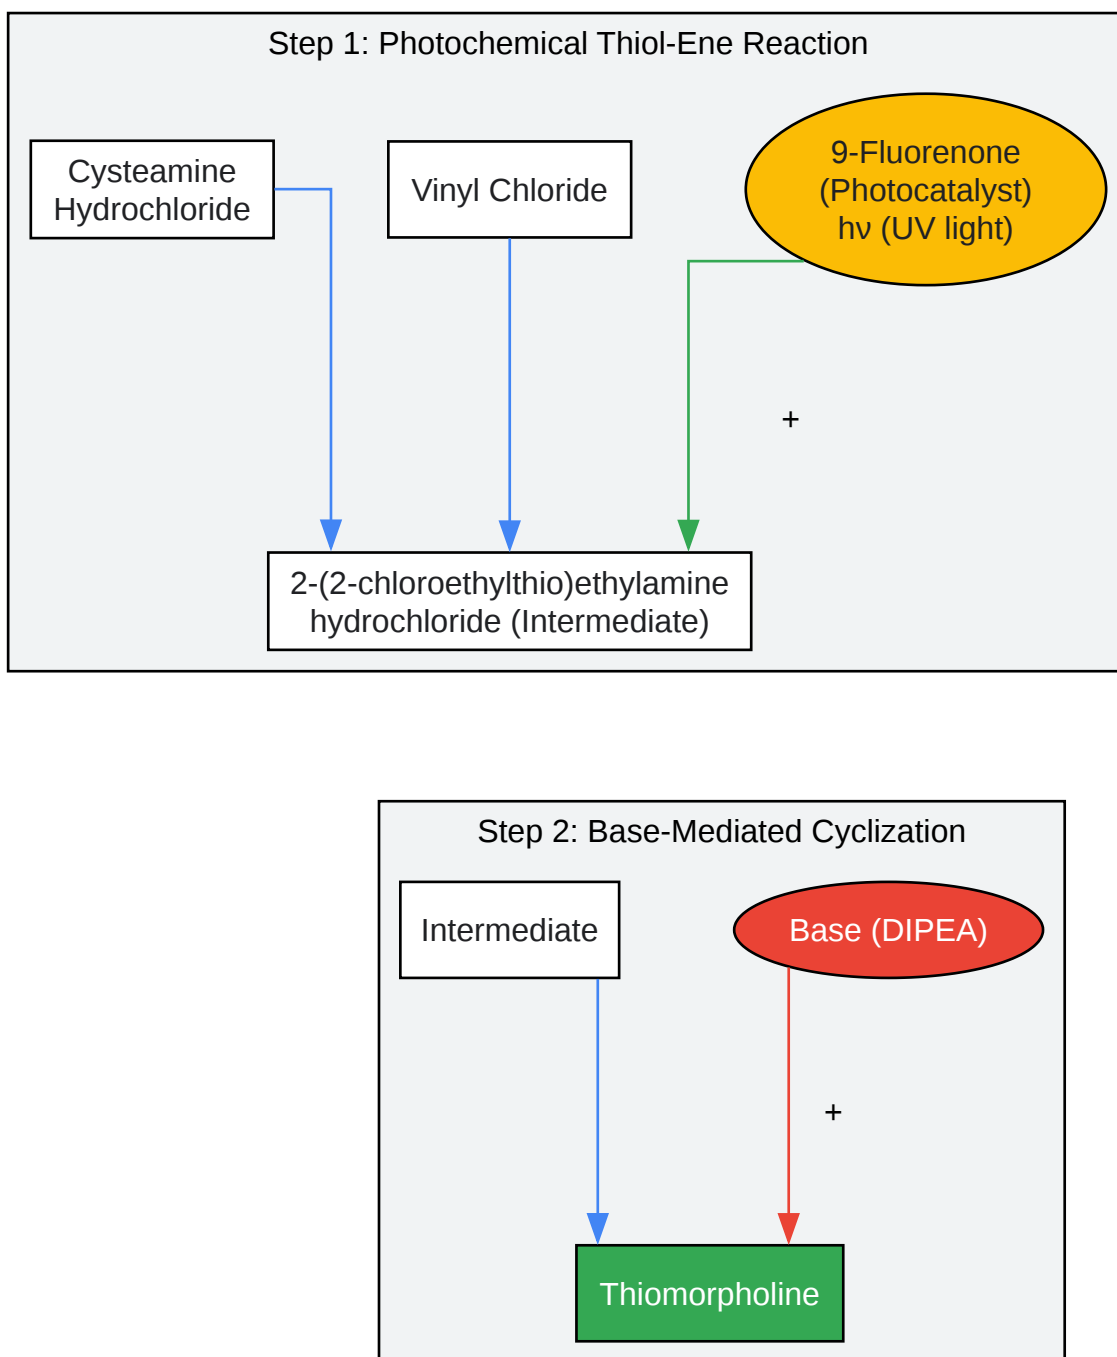 Step 1: Photochemical Thiol-Ene Reaction
Cysteamine
Hydrochloride
Vinyl Chloride
9-Fluorenone
(Photocatalyst)
hν (UV light)
+
2-(2-chloroethylthio)ethylamine
hydrochloride (Intermediate)
Step 2: Base-Mediated Cyclization
Intermediate
Base (DIPEA)
+
Thiomorpholine